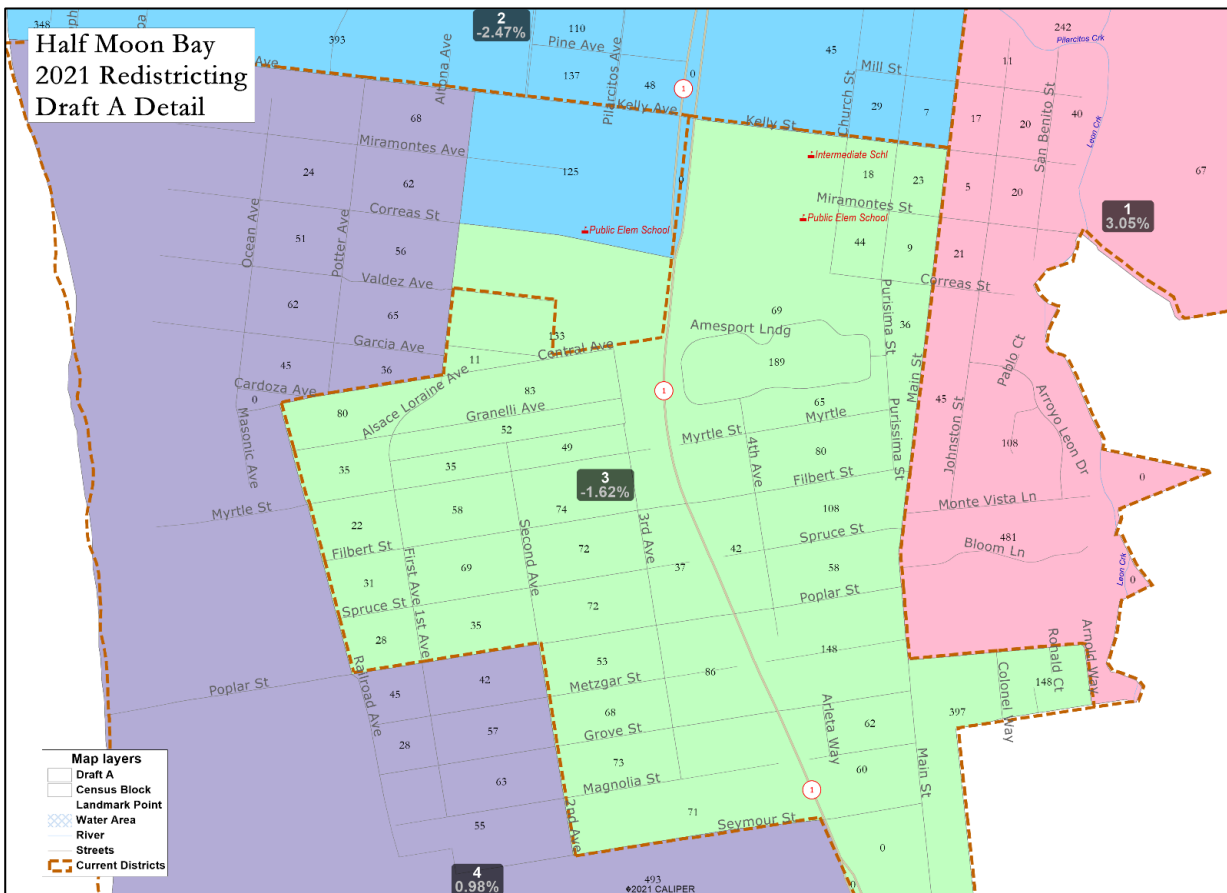 Half Moon Bay
2021 Redistricting
Draft A Detail
348
393
Ave
Altona Ave
2
-2.47%
110
Pine Ave
137
Pilarcitos Ave
48
0
1
Kelly Ave
45
Mill St
Church St
29
7
Kelly St
242
Pilarcitos Crk
11
17
20
San Benito St
40
Leon Crk
67
68
Miramontes Ave
24
62
125
0
Intermediate Schl
18
23
Miramontes St
Public Elem School
5
20
1
3.05%
Ocean Ave
Correas St
51
Potter Ave
56
Public Elem School
44
9
21
Correas St
Valdez Ave
62
65
69
Purisima St
36
Garcia Ave
133
11
Central Ave
Amesport Lndg
189
Main St
45
36
Cardoza Ave
0
Masonic Ave
80
Alsace Loraine Ave
83
Granelli Ave
52
49
1
65
Myrtle
Myrtle St
4th Ave
Purissima St
45
Johnston St
Pablo Ct
Arroyo Leon Dr
108
35
35
80
Filbert St
3
-1.62%
0
Monte Vista Ln
Myrtle St
22
58
74
108
Filbert St
First Ave
Second Ave
72
3rd Ave
42
Spruce St
481
Bloom Ln
31
69
37
58
Leon Crk
0
Spruce St
72
Poplar St
28
1st Ave
35
148
Ronald Ct
Arnold Way
Poplar St
Railroad Ave
45
42
53
Metzgar St
86
Colonel Way
148
68
Grove St
Arleta Way
62
397
28
57
73
Magnolia St
60
Main St
63
2nd Ave
1
71
Seymour St
55
0
4
0.98%
493
©2021 CALIPER
0
Map layers
Draft A
Census Block
Landmark Point
Water Area
River
Streets
Current Districts